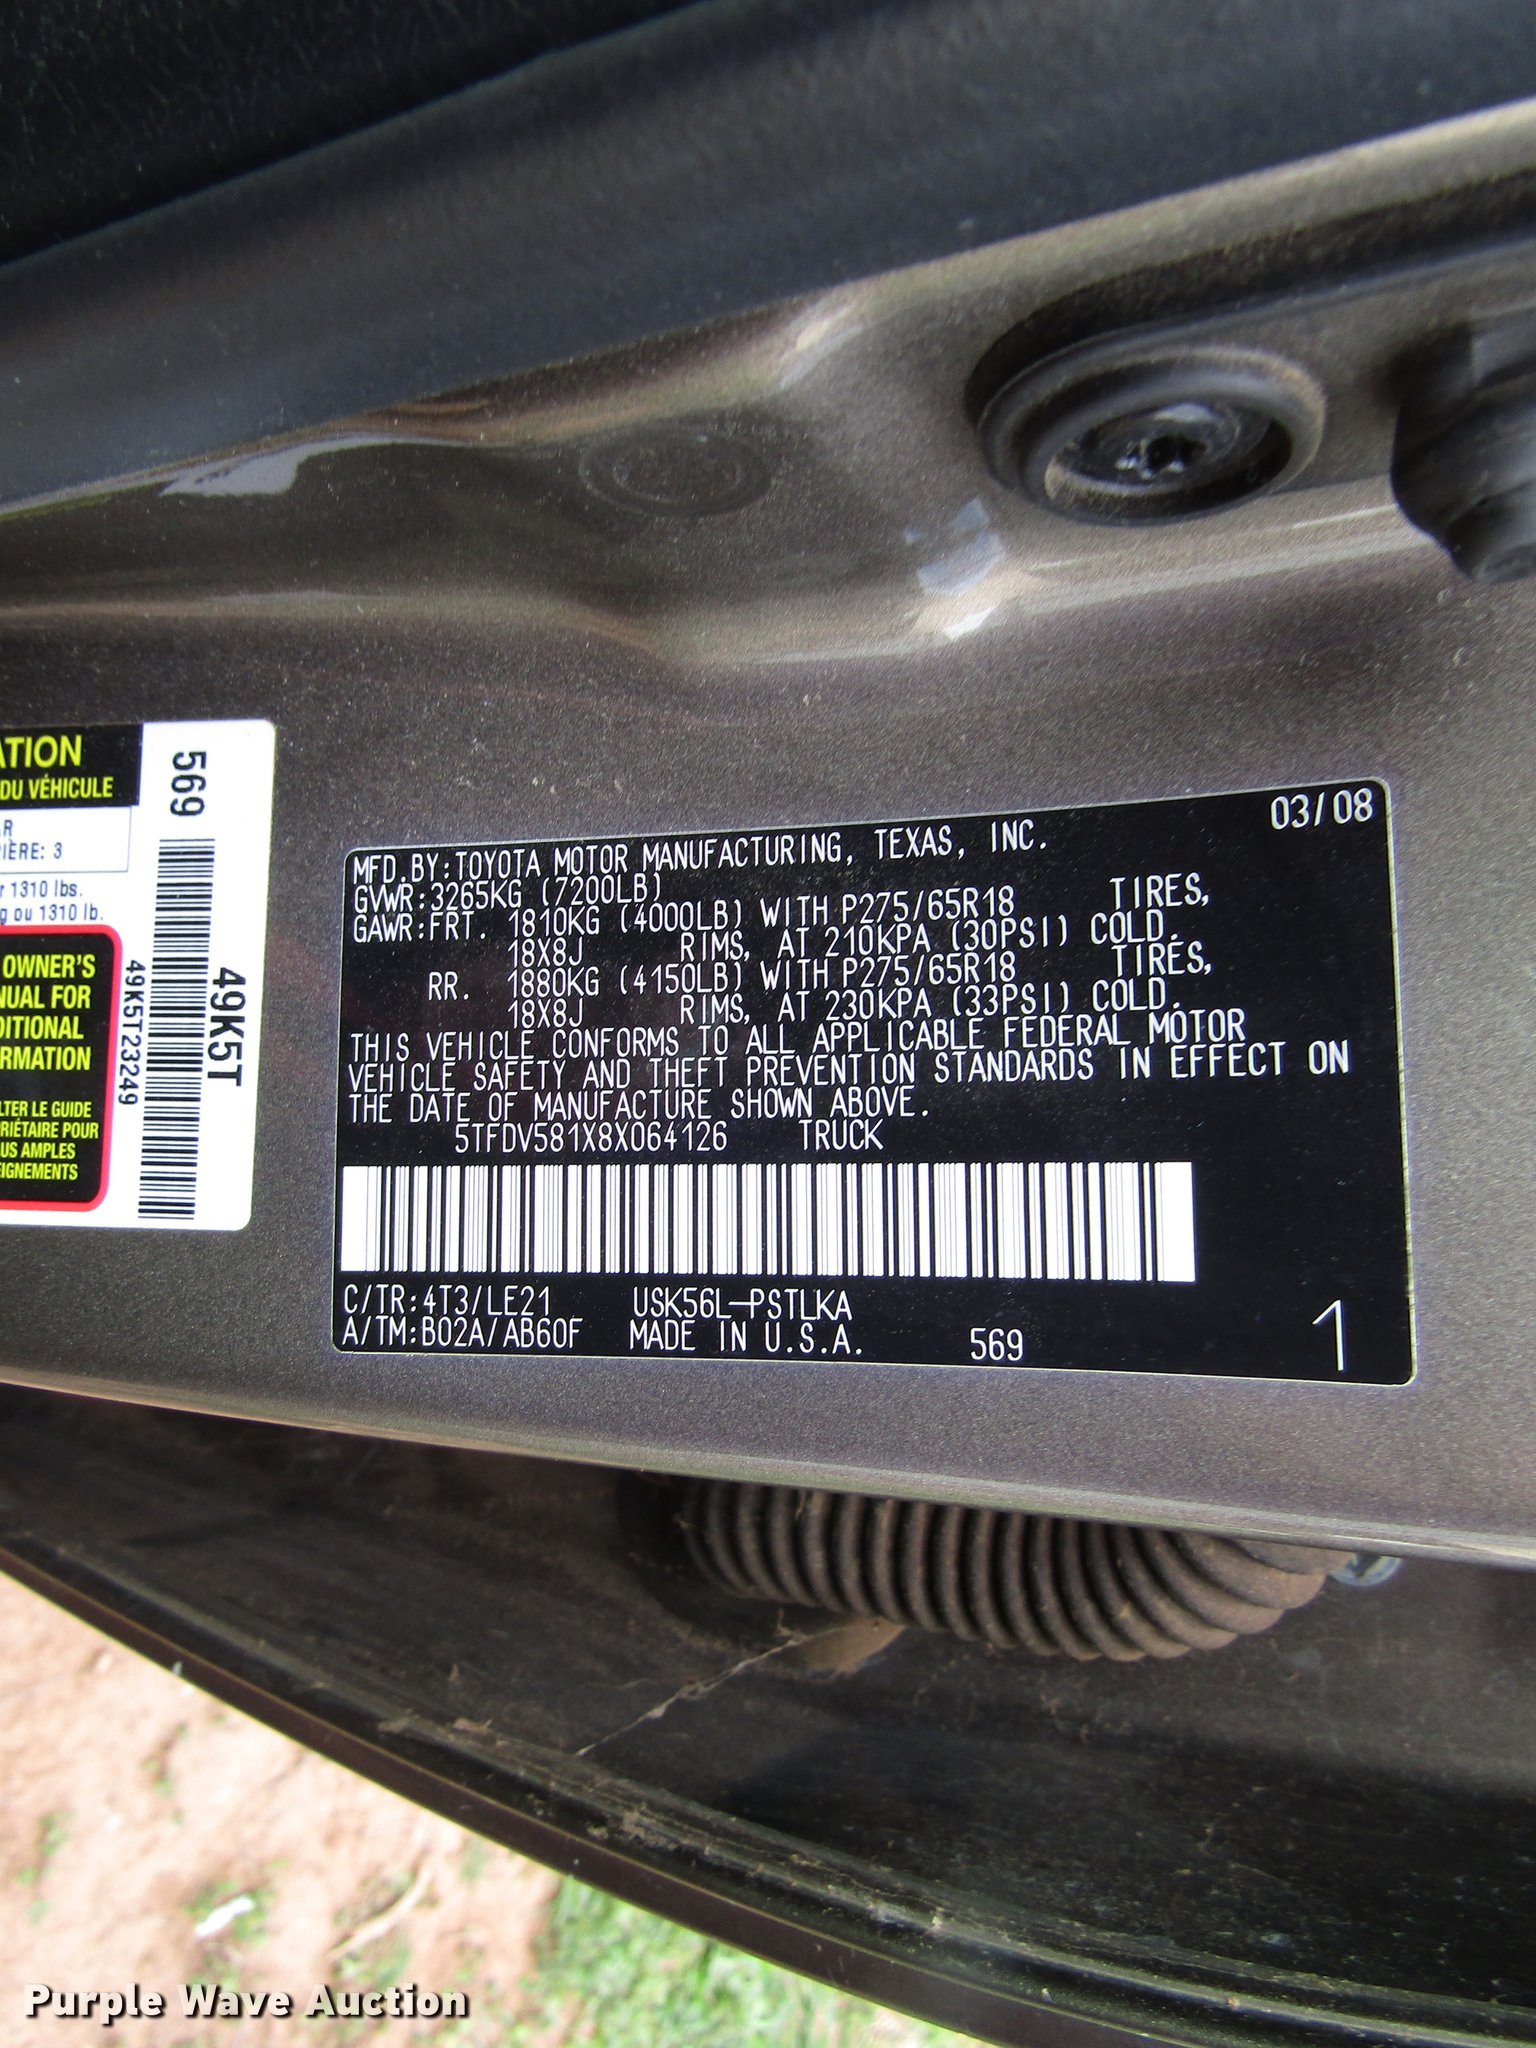 ATION
DU VÉHICULE
IÈRE: 3
1310 lbs.
ou 1310 lb.
OWNER'S
FOR
569
49K5T
49K5T23249
LE GUIDE
POUR
AMPLES
03/08
MFD.BY:TOYOTA MOTOR MANUFACTURING, TEXAS, INC.
GVWR:3265KG (7200LB)
GAWR:FRT. 1810KG (4000LB) WITH P275/65R18 TIRES,
18X8J RIMS, AT 210KPA (30PSI) COLD.
RR. 1880KG (4150LB) WITH P275/65R18 TIRES,
18X8J RIMS, AT 230KPA (33PSI) COLD.
THIS VEHICLE CONFORMS TO ALL APPLICABLE FEDERAL MOTOR
VEHICLE SAFETY AND THEFT PREVENTION STANDARDS IN EFFECT ON
THE DATE OF MANUFACTURE SHOWN ABOVE.
5TFDV581X8X064126 TRUCK
C/TR:4T3/LE21 USK56L-PSTLKA
A/TM:B02A/AB60F MADE IN U.S.A. 569 1
Purple Wave Auction